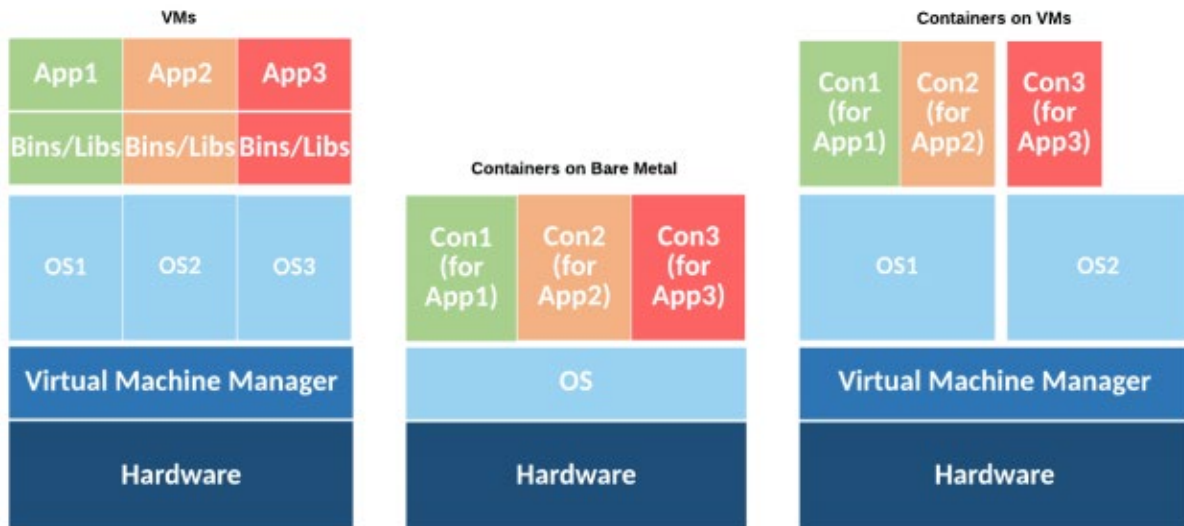 VMs
App1 App2 App3
Bins/Libs Bins/Libs Bins/Libs
OS1 OS2 OS3
Virtual Machine Manager
Hardware
Containers on Bare Metal
Con1
(for
App1)
Con2
(for
App2)
Con3
(for
App3)
OS
Hardware
Containers on VMs
Con1
(for
App1)
Con2
(for
App2)
Con3
(for
App3)
OS1 OS2
Virtual Machine Manager
Hardware